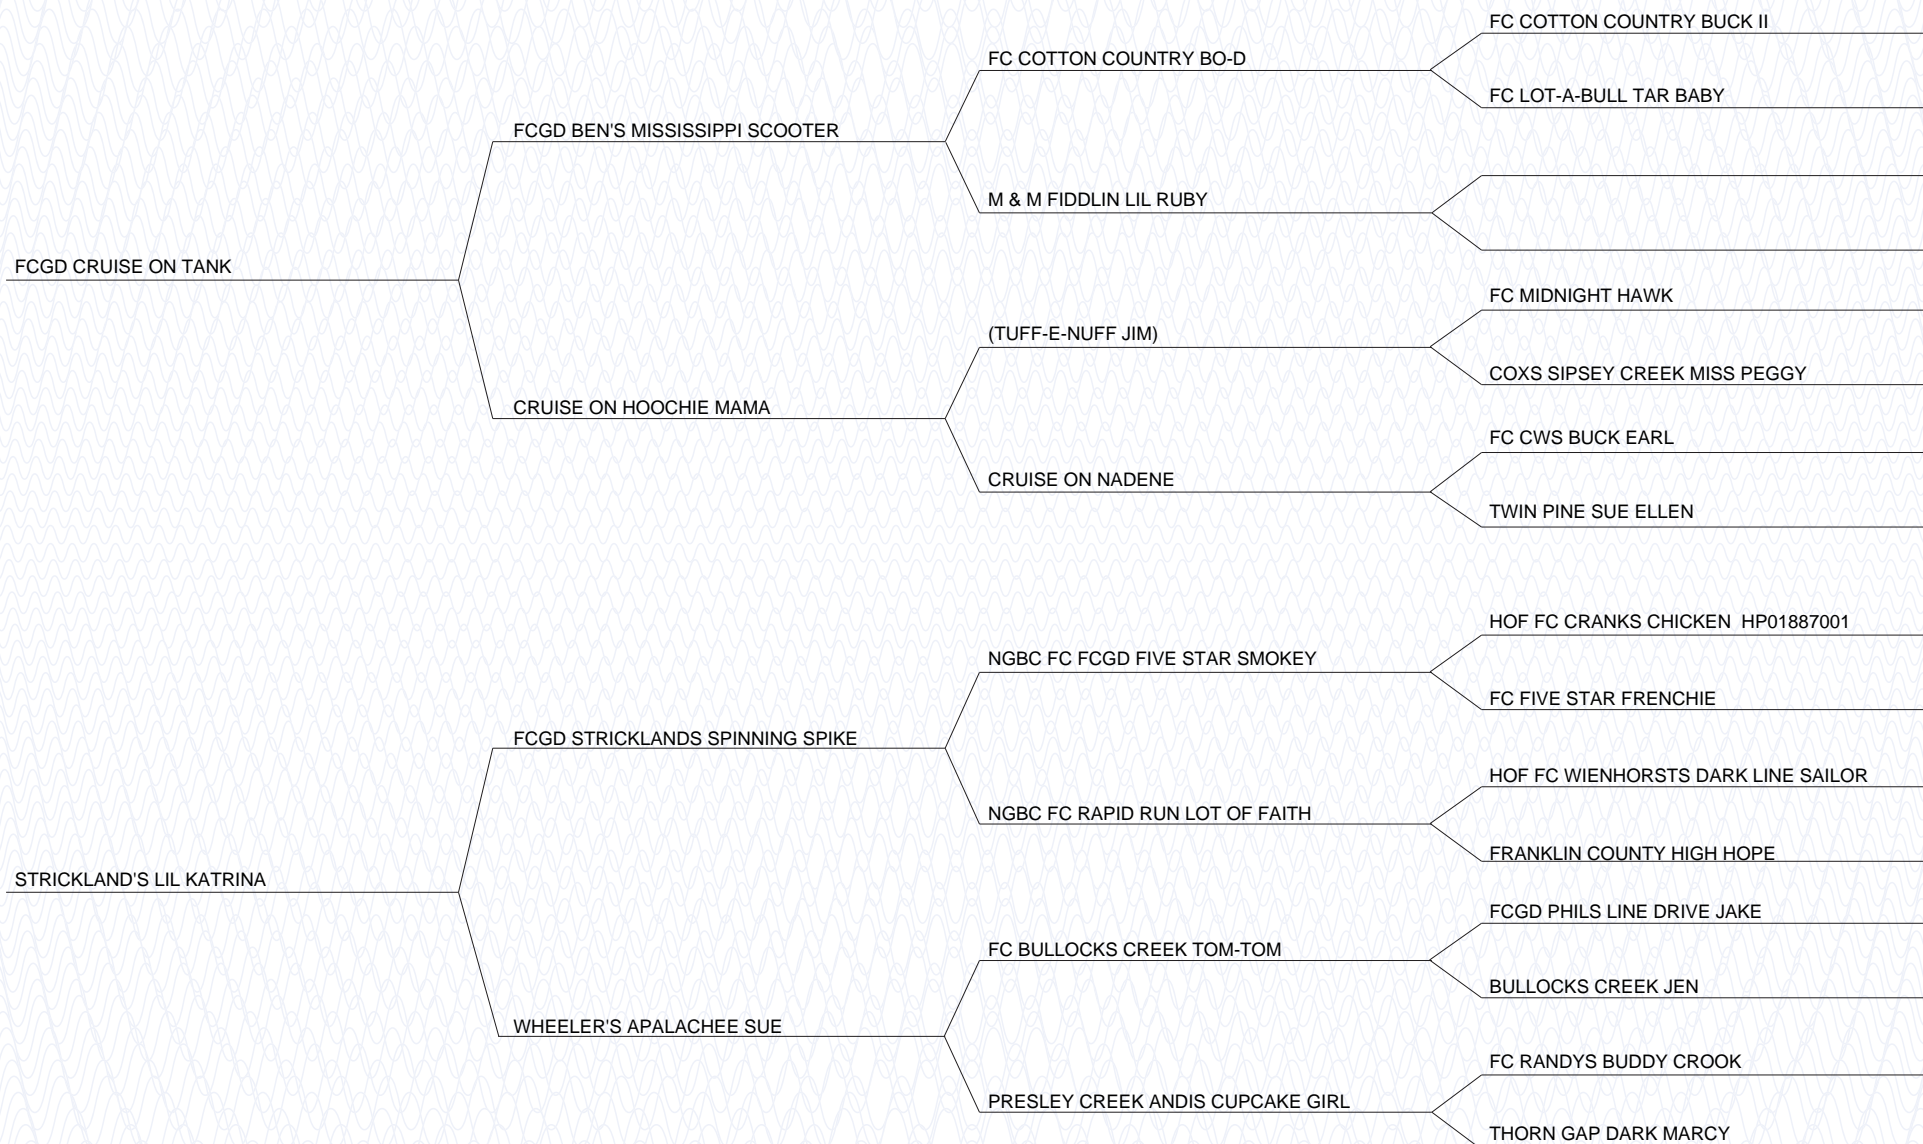 FC COTTON COUNTRY BUCK II
FC COTTON COUNTRY BO-D
FC LOT-A-BULL TAR BABY
FCGD BEN'S MISSISSIPPI SCOOTER
M & M FIDDLIN LIL RUBY
FCGD CRUISE ON TANK
FC MIDNIGHT HAWK
(TUFF-E-NUFF JIM)
COXS SIPSEY CREEK MISS PEGGY
CRUISE ON HOOCHIE MAMA
FC CWS BUCK EARL
CRUISE ON NADENE
TWIN PINE SUE ELLEN
HOF FC CRANKS CHICKEN  HP01887001
NGBC FC FCGD FIVE STAR SMOKEY
FC FIVE STAR FRENCHIE
FCGD STRICKLANDS SPINNING SPIKE
HOF FC WIENHORSTS DARK LINE SAILOR
NGBC FC RAPID RUN LOT OF FAITH
FRANKLIN COUNTY HIGH HOPE
STRICKLAND'S LIL KATRINA
FCGD PHILS LINE DRIVE JAKE
FC BULLOCKS CREEK TOM-TOM
BULLOCKS CREEK JEN
WHEELER'S APALACHEE SUE
FC RANDYS BUDDY CROOK
PRESLEY CREEK ANDIS CUPCAKE GIRL
THORN GAP DARK MARCY